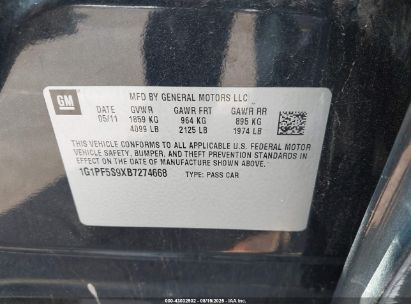 GM
MFD BY GENERAL MOTORS LLC
DATE GVWR GAWR FRT GAWR RR
05/11 1859 KG 964 KG 895 KG
4099 LB 2125 LB 1974 LB
THIS VEHICLE CONFORMS TO ALL APPLICABLE U.S. FEDERAL MOTOR
VEHICLE SAFETY, BUMPER, AND THEFT PREVENTION STANDARDS IN
EFFECT ON THE DATE OF MANUFACTURE SHOWN ABOVE.
1G1PF5S9XB7274668 TYPE: PASS CAR